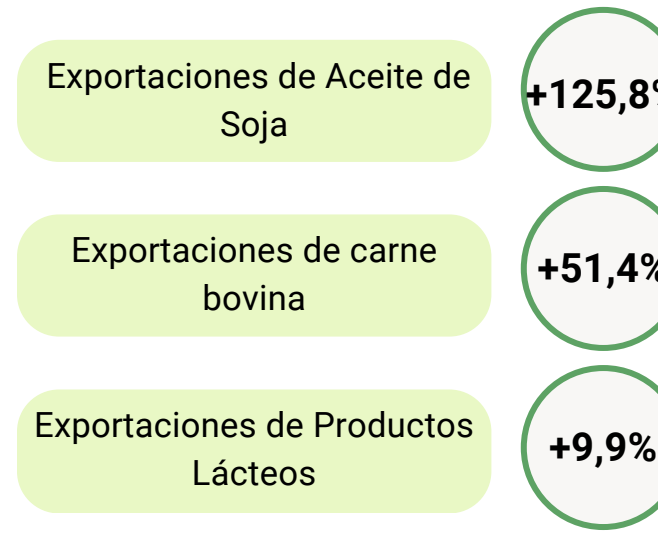 Exportaciones de Aceite de
Soja
+125,8%
Exportaciones de carne
bovina
+51,4%
Exportaciones de Productos
Lácteos
+9,9%